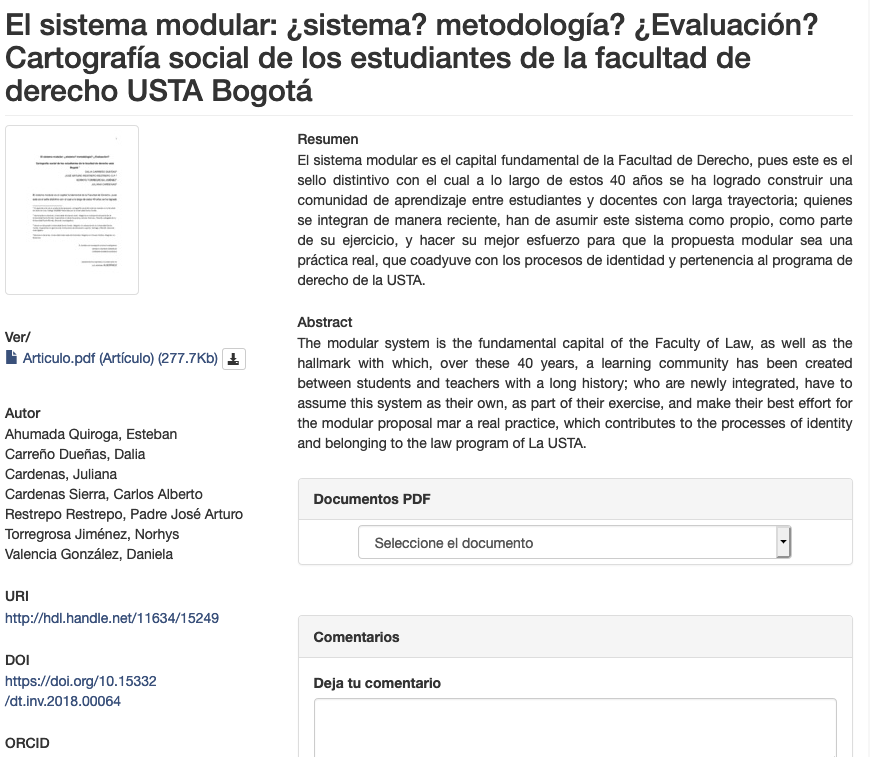 El sistema modular: ¿sistema? metodología? ¿Evaluación?
Cartografía social de los estudiantes de la facultad de
derecho USTA Bogotá
Ver/
Articulo.pdf (Artículo) (277.7Kb)
Autor
Ahumada Quiroga, Esteban
Carreño Dueñas, Dalia
Cardenas, Juliana
Cardenas Sierra, Carlos Alberto
Restrepo Restrepo, Padre José Arturo
Torregrosa Jiménez, Norhys
Valencia González, Daniela
URI
http://hdl.handle.net/11634/15249
DOI
https://doi.org/10.15332
/dt.inv.2018.00064
ORCID
Resumen
El sistema modular es el capital fundamental de la Facultad de Derecho, pues este es el
sello distintivo con el cual a lo largo de estos 40 años se ha logrado construir una
comunidad de aprendizaje entre estudiantes y docentes con larga trayectoria; quienes
se integran de manera reciente, han de asumir este sistema como propio, como parte
de su ejercicio, y hacer su mejor esfuerzo para que la propuesta modular sea una
práctica real, que coadyuve con los procesos de identidad y pertenencia al programa de
derecho de la USTA.
Abstract
The modular system is the fundamental capital of the Faculty of Law, as well as the
hallmark with which, over these 40 years, a learning community has been created
between students and teachers with a long history; who are newly integrated, have to
assume this system as their own, as part of their exercise, and make their best effort for
the modular proposal mar a real practice, which contributes to the processes of identity
and belonging to the law program of La USTA.
Documentos PDF
Seleccione el documento
Comentarios
Deja tu comentario